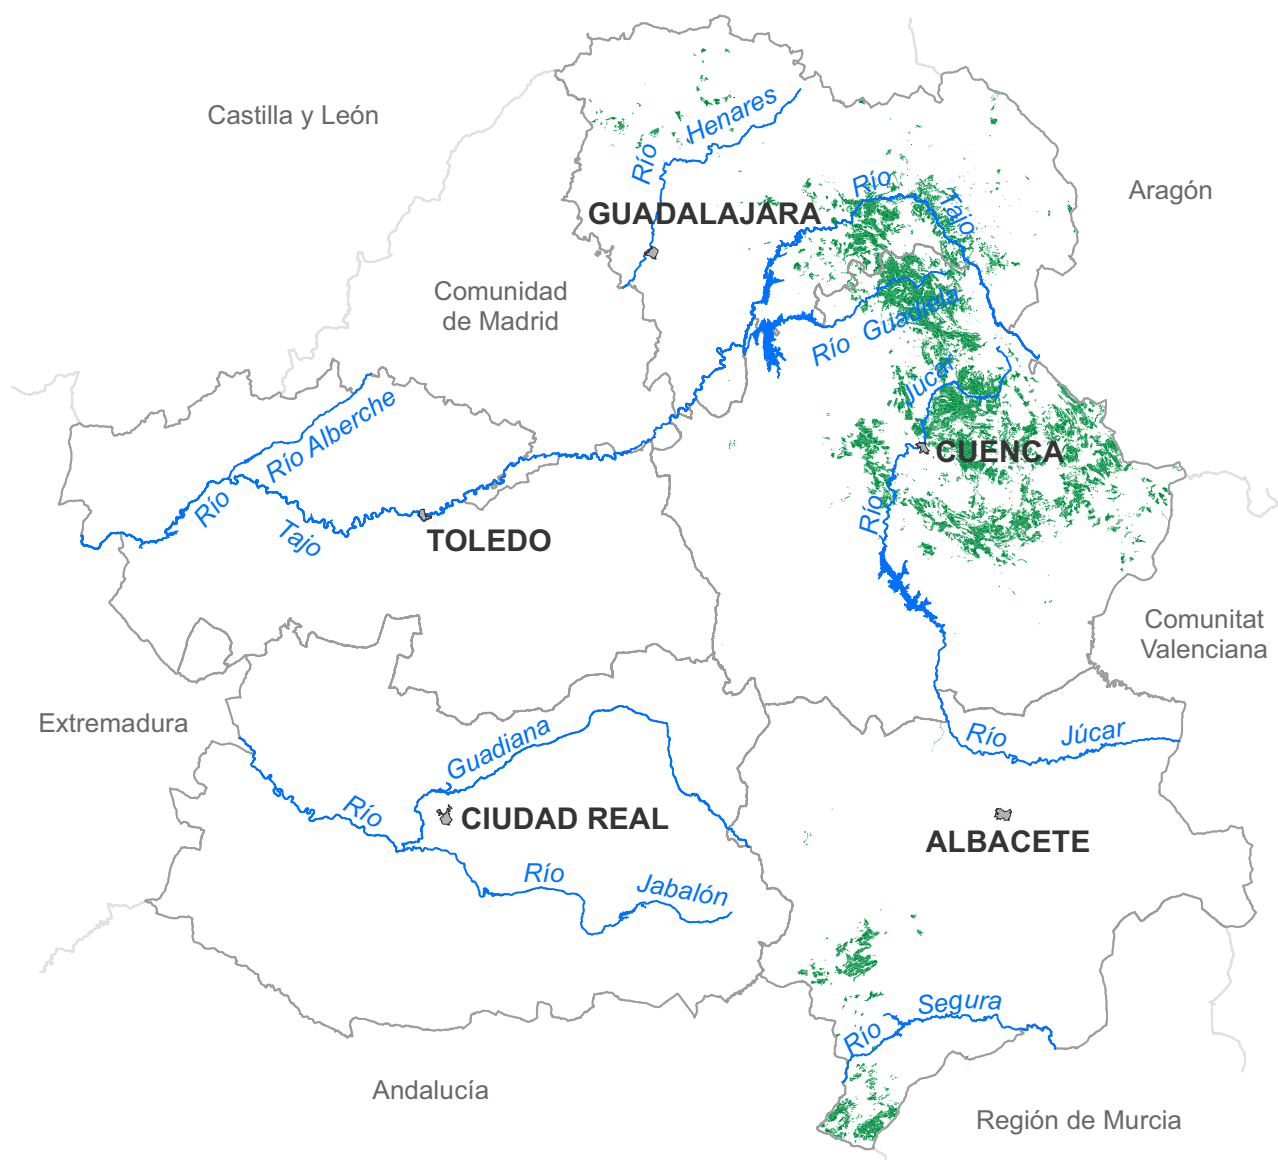 Castilla y León
Río
Henares
Aragón
GUADALAJARA
Río
Tajo
Comunidad
de Madrid
Río Guadiela
Júcar
Río Alberche
CUENCA
Río
Río
Tajo
TOLEDO
Comunitat
Valenciana
Extremadura
Guadiana
Río
Júcar
Río
CIUDAD REAL
ALBACETE
Río
Jabalón
Río
Segura
Andalucía
Región de Murcia